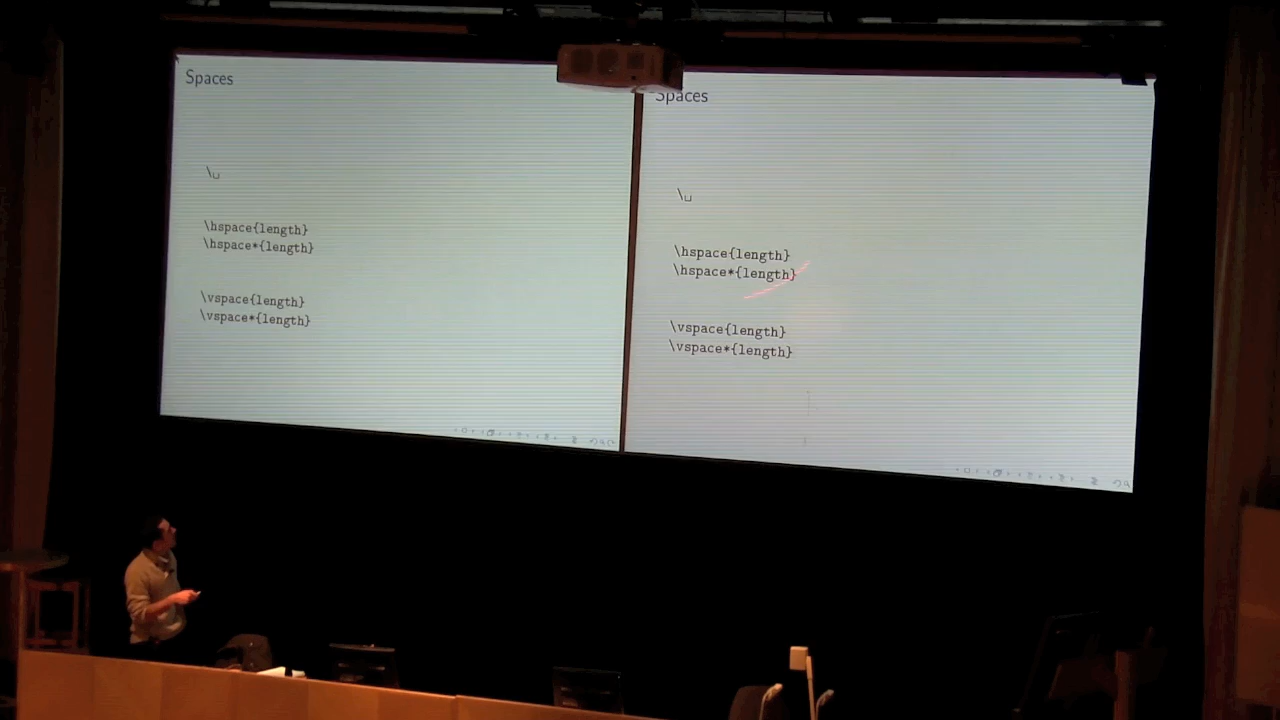 Spaces
\␣
\hspace{length}
\hspace*{length}
\vspace{length}
\vspace*{length}
Spaces
\␣
\hspace{length}
\hspace*{length}
\vspace{length}
\vspace*{length}